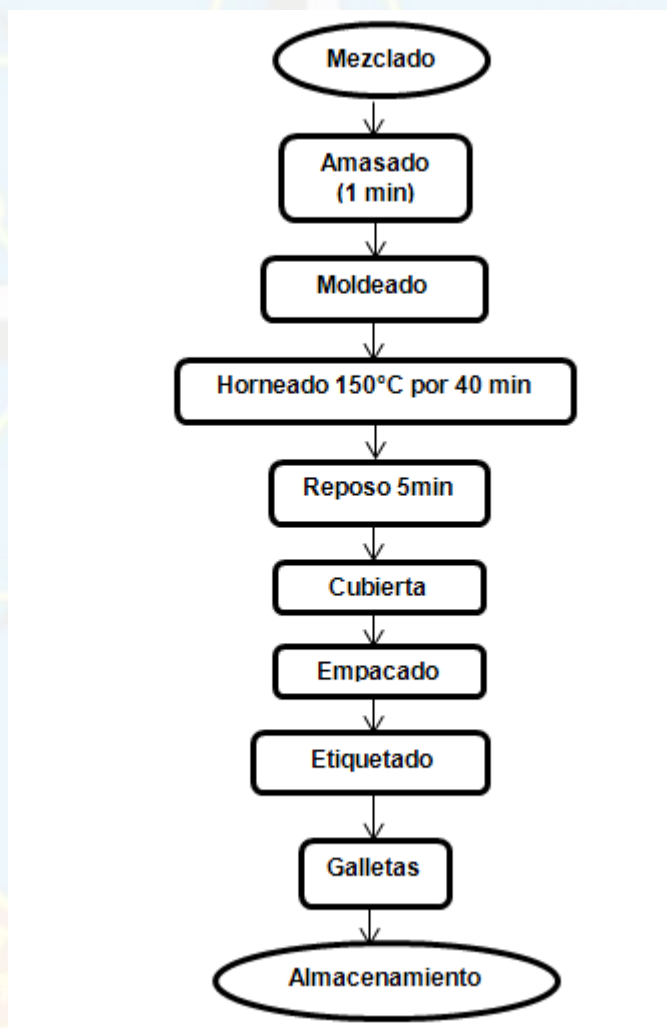 Mezclado
Amasado
(1 min)
Moldeado
Horneado 150°C por 40 min
Reposo 5min
Cubierta
Empacado
Etiquetado
Galletas
Almacenamiento